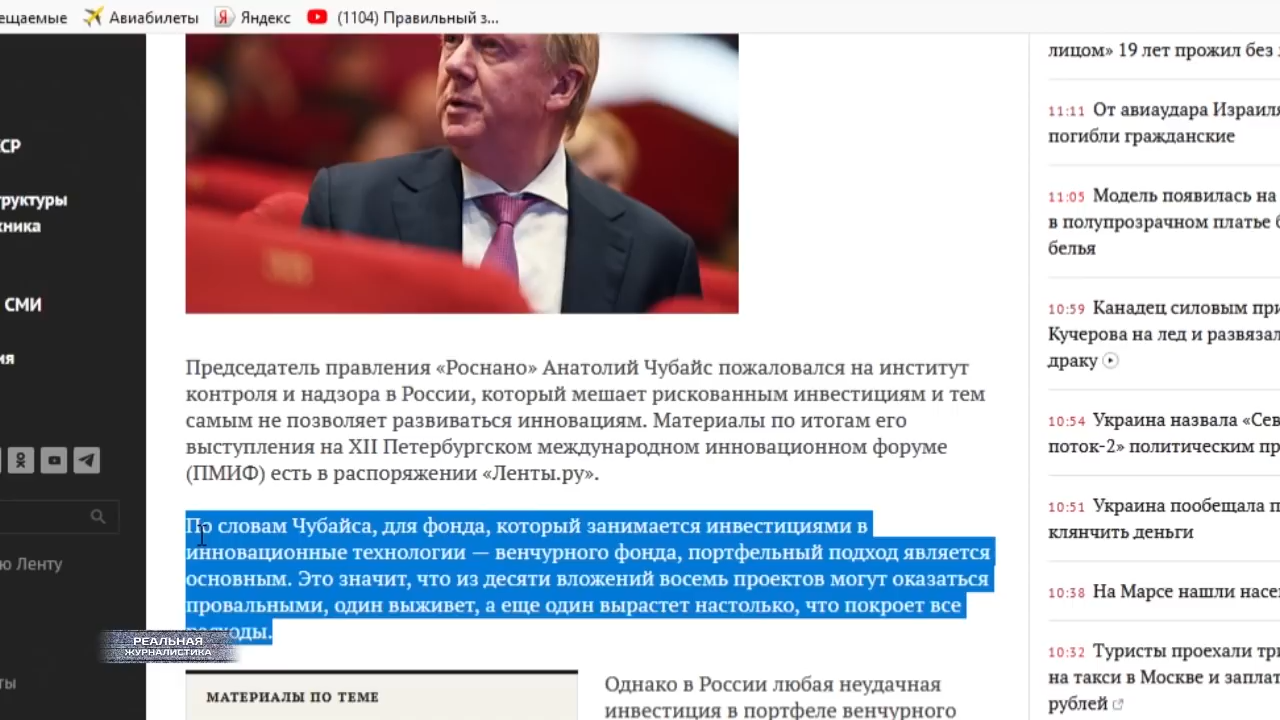 ещаемые
Авиабилеты
Яндекс
(1104) Правильный з...
СР
труктуры
хника
СМИ
ия
ю Ленту
ты
Председатель правления «Роснано» Анатолий Чубайс пожаловался на институт
контроля и надзора в России, который мешает рискованным инвестициям и тем
самым не позволяет развиваться инновациям. Материалы по итогам его
выступления на XII Петербургском международном инновационном форуме
(ПМИФ) есть в распоряжении «Ленты.ру».
По словам Чубайса, для фонда, который занимается инвестициями в
инновационные технологии — венчурного фонда, портфельный подход является
основным. Это значит, что из десяти вложений восемь проектов могут оказаться
провальными, один выживет, а еще один вырастет настолько, что покроет все
расходы.
РЕАЛЬНАЯ
ЖУРНАЛИСТИКА
МАТЕРИАЛЫ ПО ТЕМЕ
Однако в России любая неудачная
инвестиция в портфеле венчурного
лицом» 19 лет прожил без
11:11 От авиаудара Израиля
погибли гражданские
11:05 Модель появилась на
в полупрозрачном платье б
белья
10:59 Канадец силовым при
Кучерова на лед и развязал
драку
10:54 Украина назвала «Сев
поток-2» политическим пр
10:51 Украина пообещала п
клянчить деньги
10:38 На Марсе нашли насе
10:32 Туристы проехали три
на такси в Москве и заплат
рублей